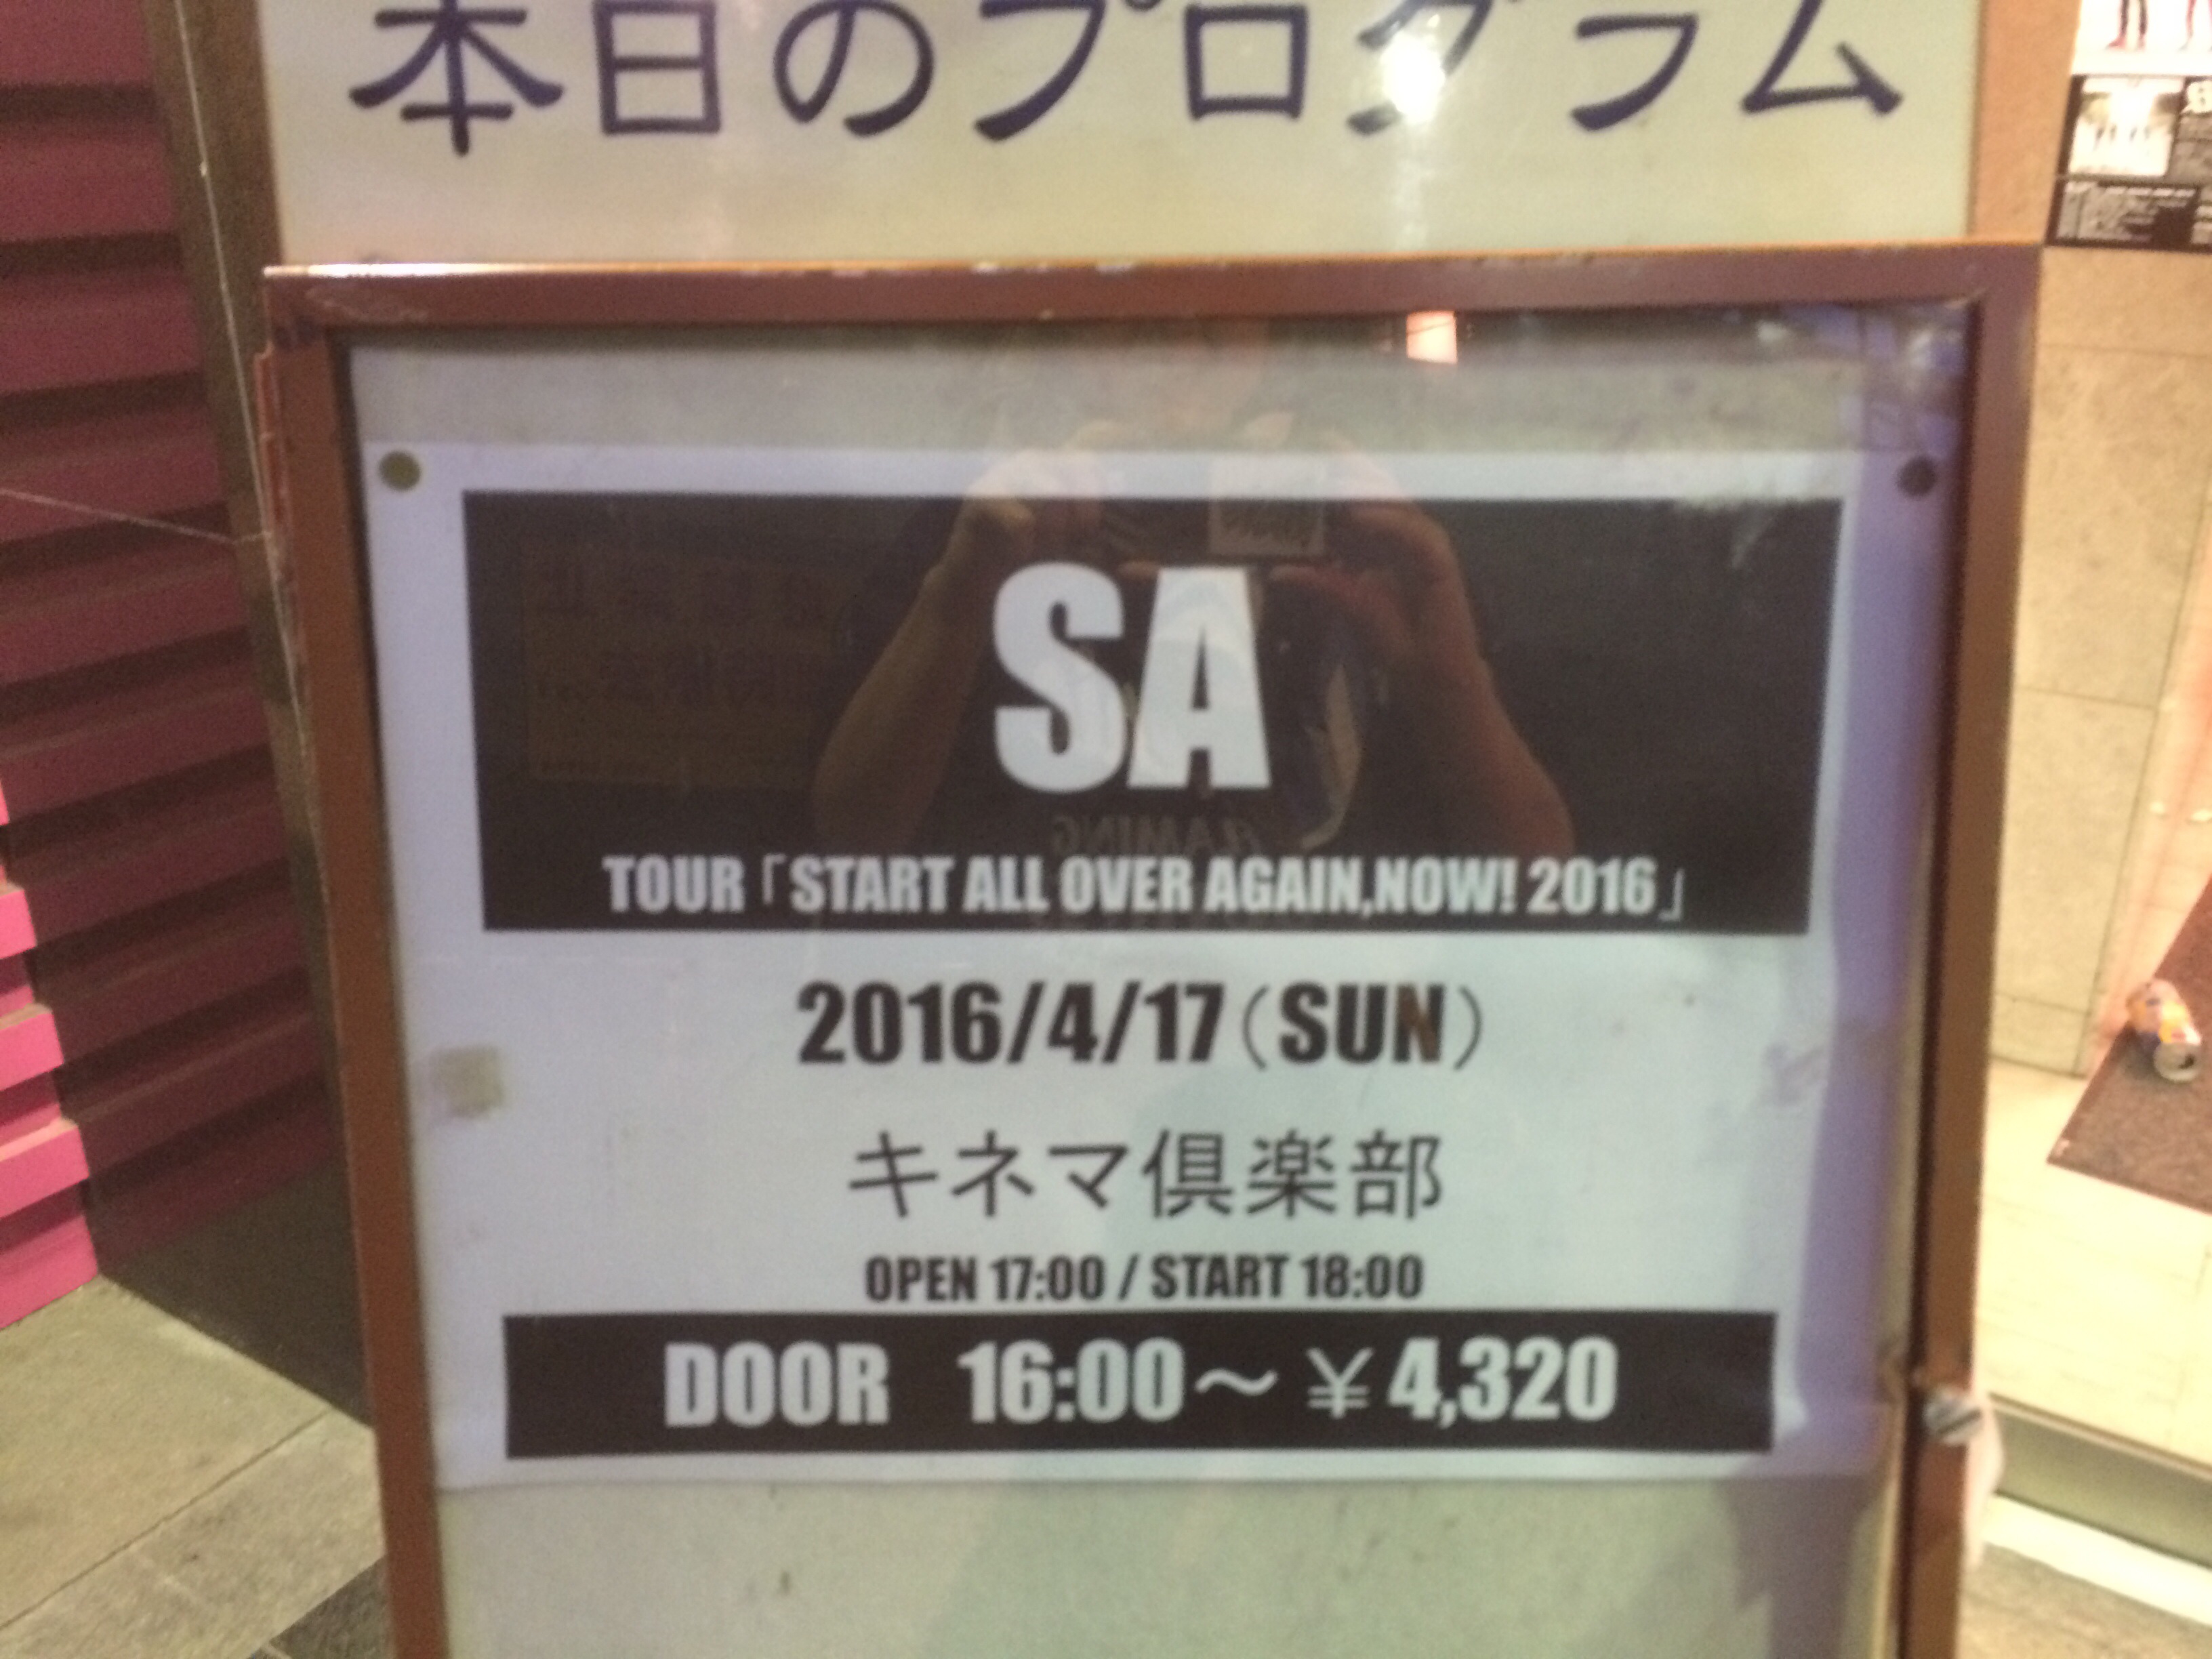 本日のプログラム
SA
TOUR「START ALL OVER AGAIN,NOW! 2016」
2016/4/17(SUN)
キネマ倶楽部
OPEN 17:00 / START 18:00
DOOR 16:00～￥4,320